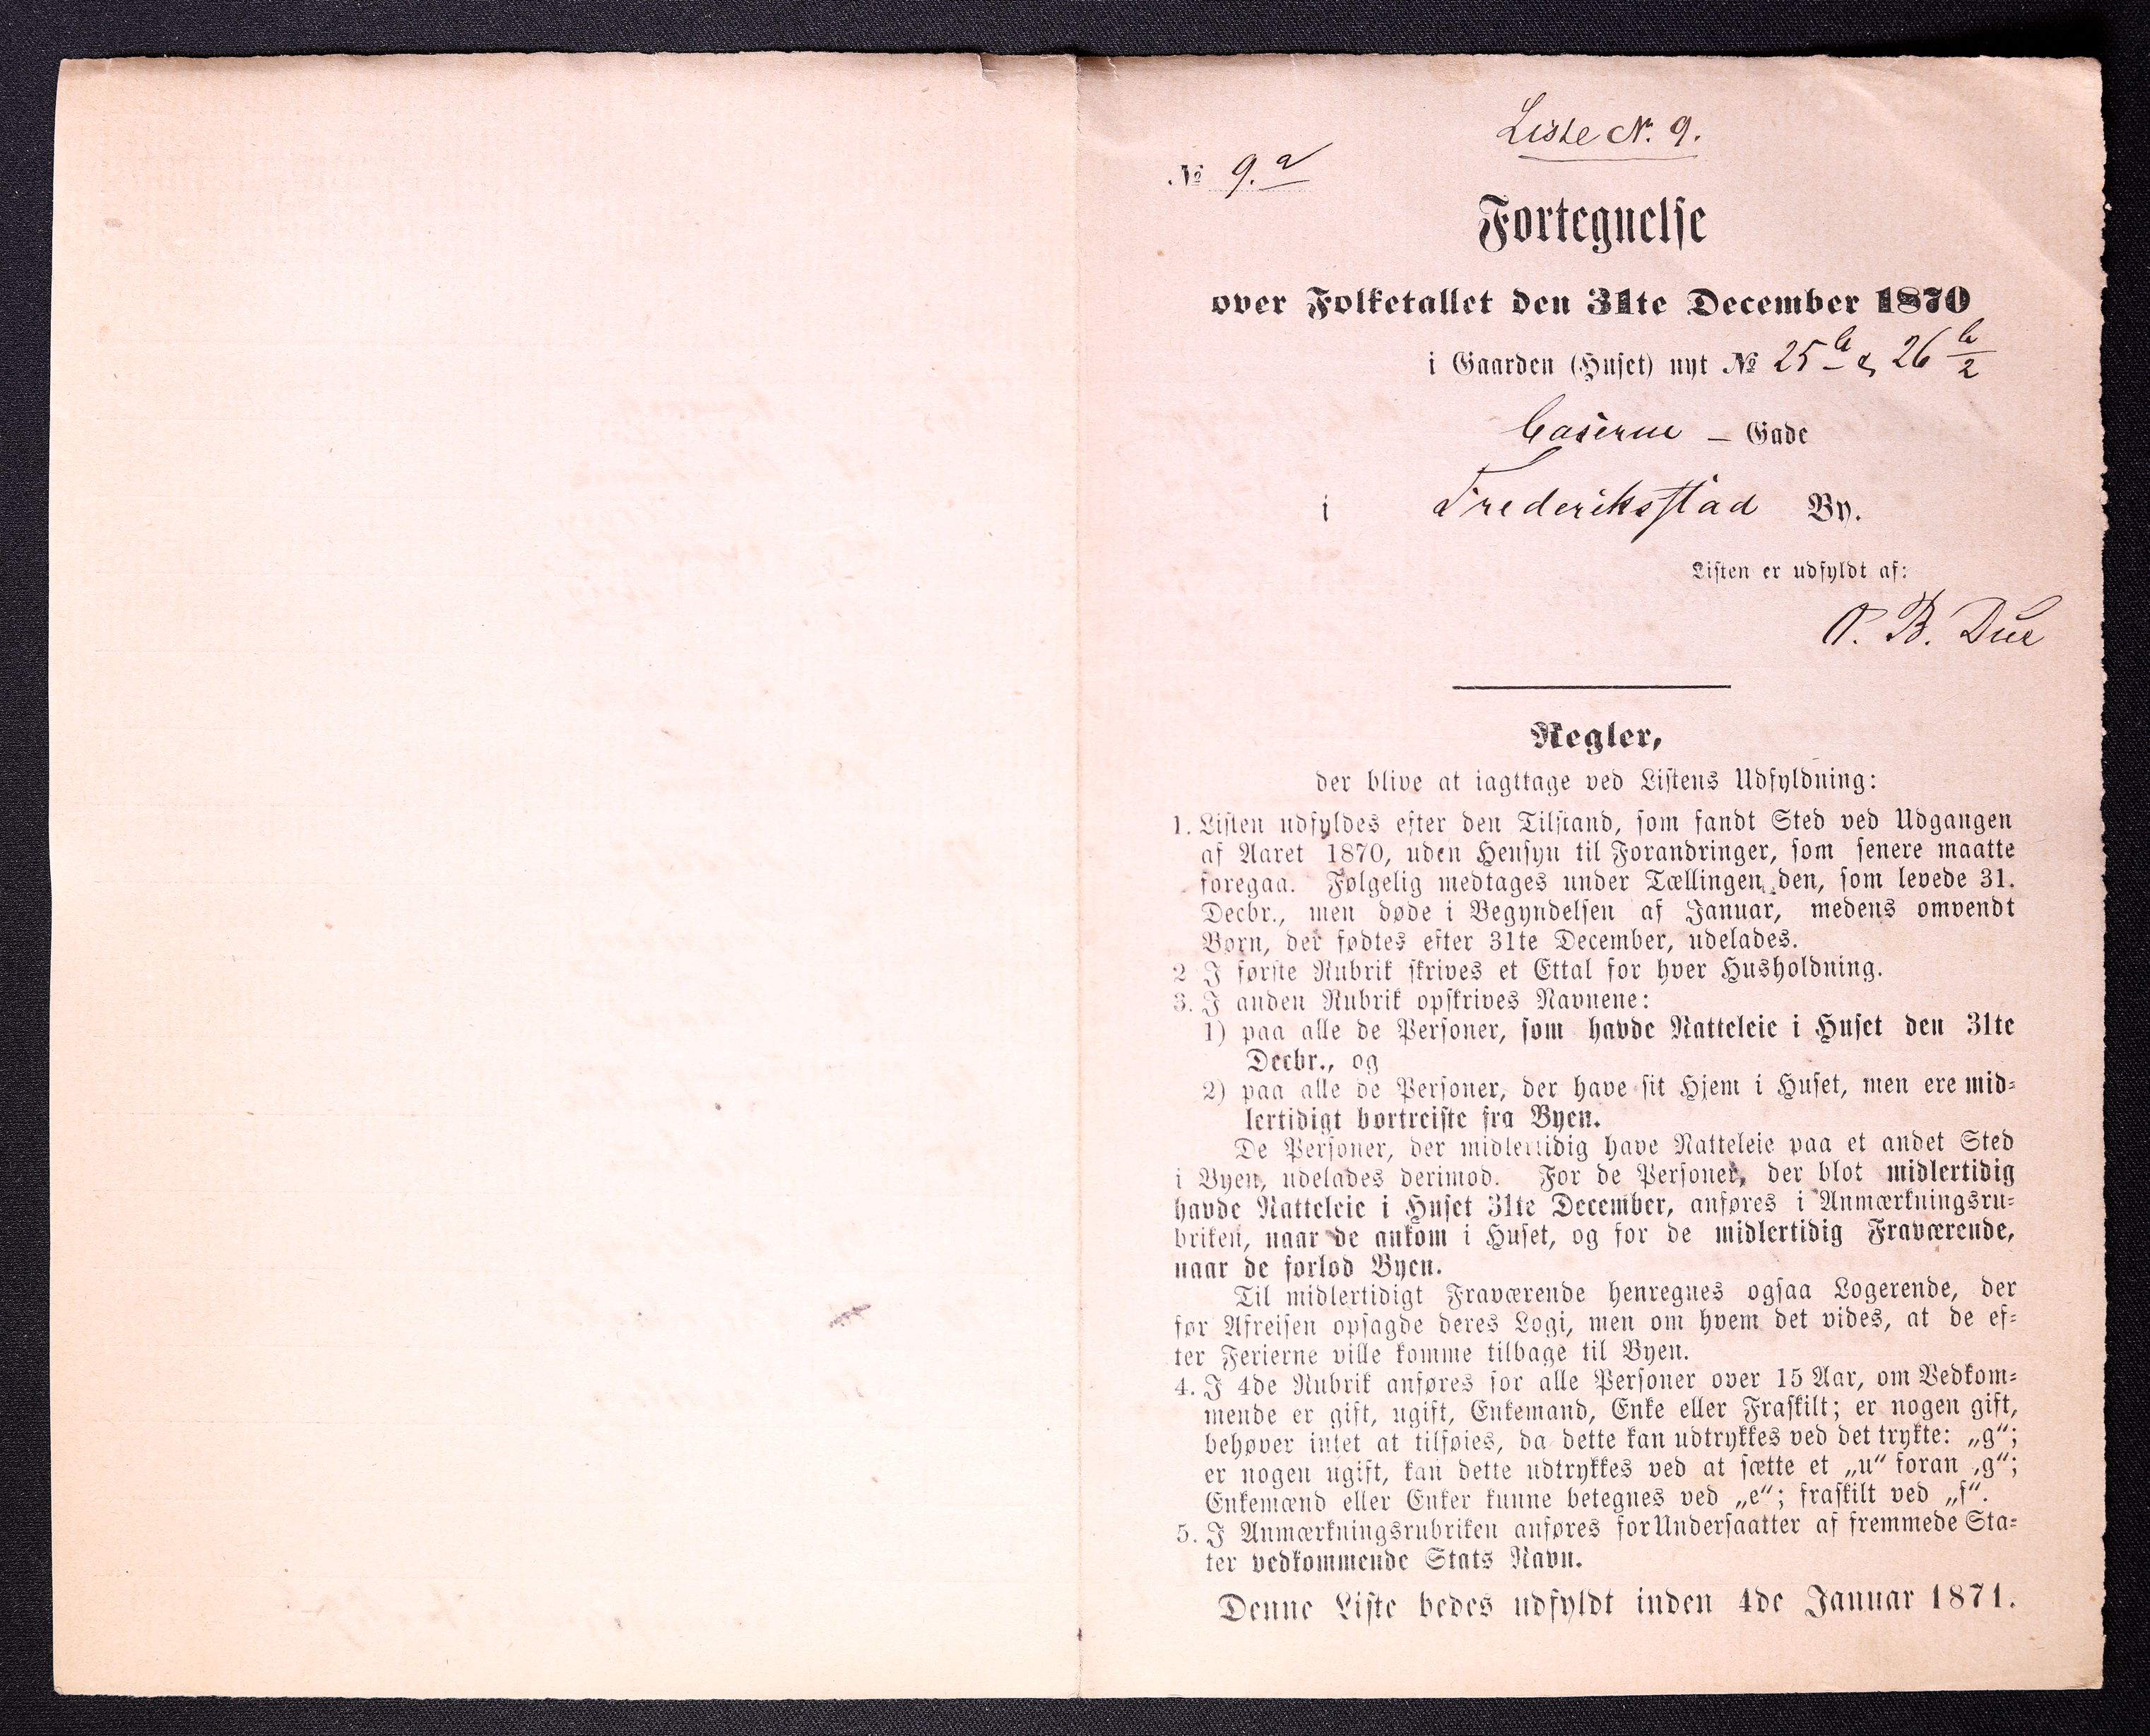 Liste № 9.
№ 9.a
Fortegnelse
over Folketallet den 31te December 1870
i Gaarden (Huset) nyt № 25 b & 26 b/2
Caserne – Gade
i Frederiksstad By.
Listen er udfyldt af:
O. B. Due
Regler,
der blive at iagttage ved Listens Udfyldning:
1. Listen udfyldes efter den Tilstand, som fandt Sted ved Udgangen
af Aaret 1870, uden Hensyn til Forandringer, som senere maatte
foregaa. Følgelig medtages under Tællingen den, som levede 31.
Decbr., men døde i Begyndelsen af Januar, medens omvendt
Børn, der fødtes efter 31te December, udelades.
2 I første Rubrik skrives et Ettal for hver Husholdning.
3. I anden Rubrik opskrives Navnene:
1) paa alle de Personer, som havde Natteleie i Huset den 31te
Decbr., og
2) paa alle de Personer, der have sit Hjem i Huset, men ere mid-
lertidigt bortreiste fra Byen.
De Personer, der midlertidig have Natteleie paa et andet Sted
i Byen, udelades derimod. For de Personer, der blot midlertidig
havde Natteleie i Huset 31te December, anføres i Anmærkningsru-
briken, naar de ankom i Huset, og for de midlertidig Fraværende,
naar de forlod Byen.
Til midlertidigt Fraværende henregnes ogsaa Logerende, der
før Afreisen opsagde deres Logi, men om hvem det vides, at de ef-
ter Ferierne ville komme tilbage til Byen.
4. I 4de Rubrik anføres for alle Personer over 15 Aar, om Vedkom-
mende er gift, ugift, Enkemand, Enke eller Fraskilt; er nogen gift,
behøver intet at tilføies, da dette kan udtrykkes ved det trykte: „g“;
er nogen ugift, kan dette udtrykkes ved at sætte et „u“ foran „g“;
Enkemænd eller Enker kunne betegnes ved „e“; fraskilt ved „f“.
5. I Anmærkningsrubriken anføres for Undersaatter af fremmede Sta-
ter vedkommende Stats Navn.
Denne Liste bedes udfyldt inden 4de Januar 1871.